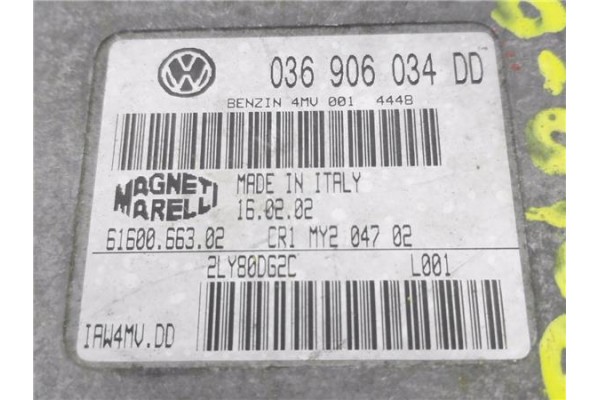 036 906 034 DD
BENZIN 4MV 001 4448
MAGNETI
MARELLI
MADE IN ITALY
16.02.02
61600.663.02 CR1 MY2 047 02
2LY80DG2C L001
IAW4MV.DD